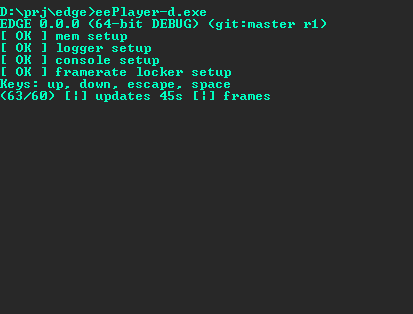 D:\prj\edge>eePlayer-d.exe
EDGE 0.0.0 (64-bit DEBUG) (git:master r1)
[ OK ] mem setup
[ OK ] logger setup
[ OK ] console setup
[ OK ] framerate locker setup
Keys: up, down, escape, space
(63/60) [¦] updates 45s [¦] frames